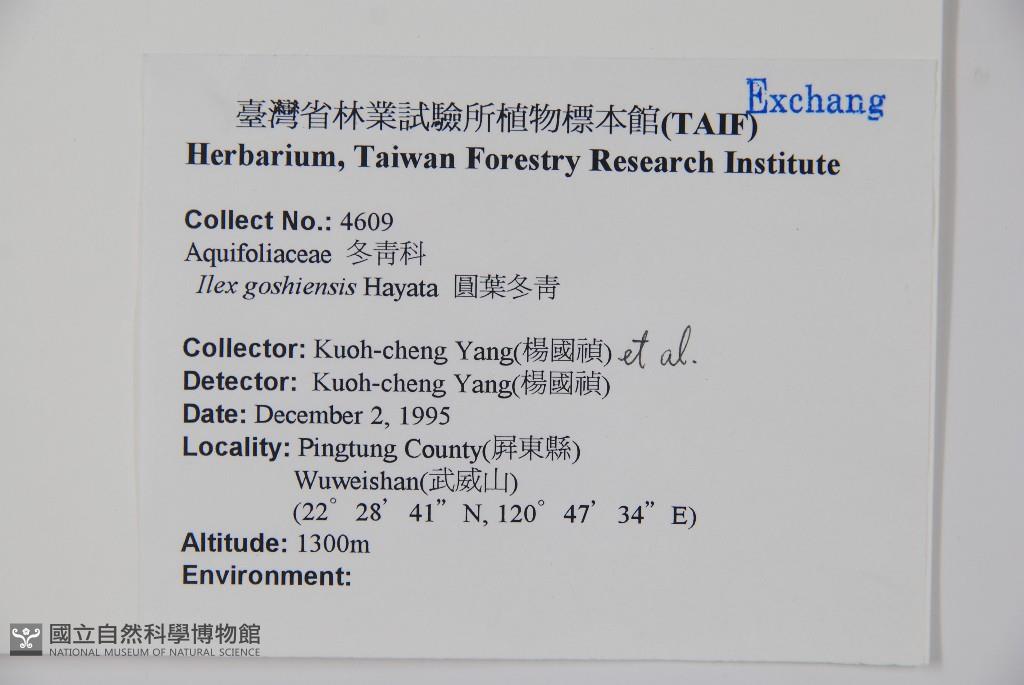 Exchang
臺灣省林業試驗所植物標本館(TAIF)
Herbarium, Taiwan Forestry Research Institute
Collect No.: 4609
Aquifoliaceae 冬青科
Ilex goshiensis Hayata 圓葉冬青
Collector: Kuoh-cheng Yang(楊國禎) et al.
Detector: Kuoh-cheng Yang(楊國禎)
Date: December 2, 1995
Locality: Pingtung County(屏東縣)
Wuweishan(武威山)
(22° 28’ 41” N, 120° 47’ 34” E)
Altitude: 1300m
Environment:
國立自然科學博物館
NATIONAL MUSEUM OF NATURAL SCIENCE